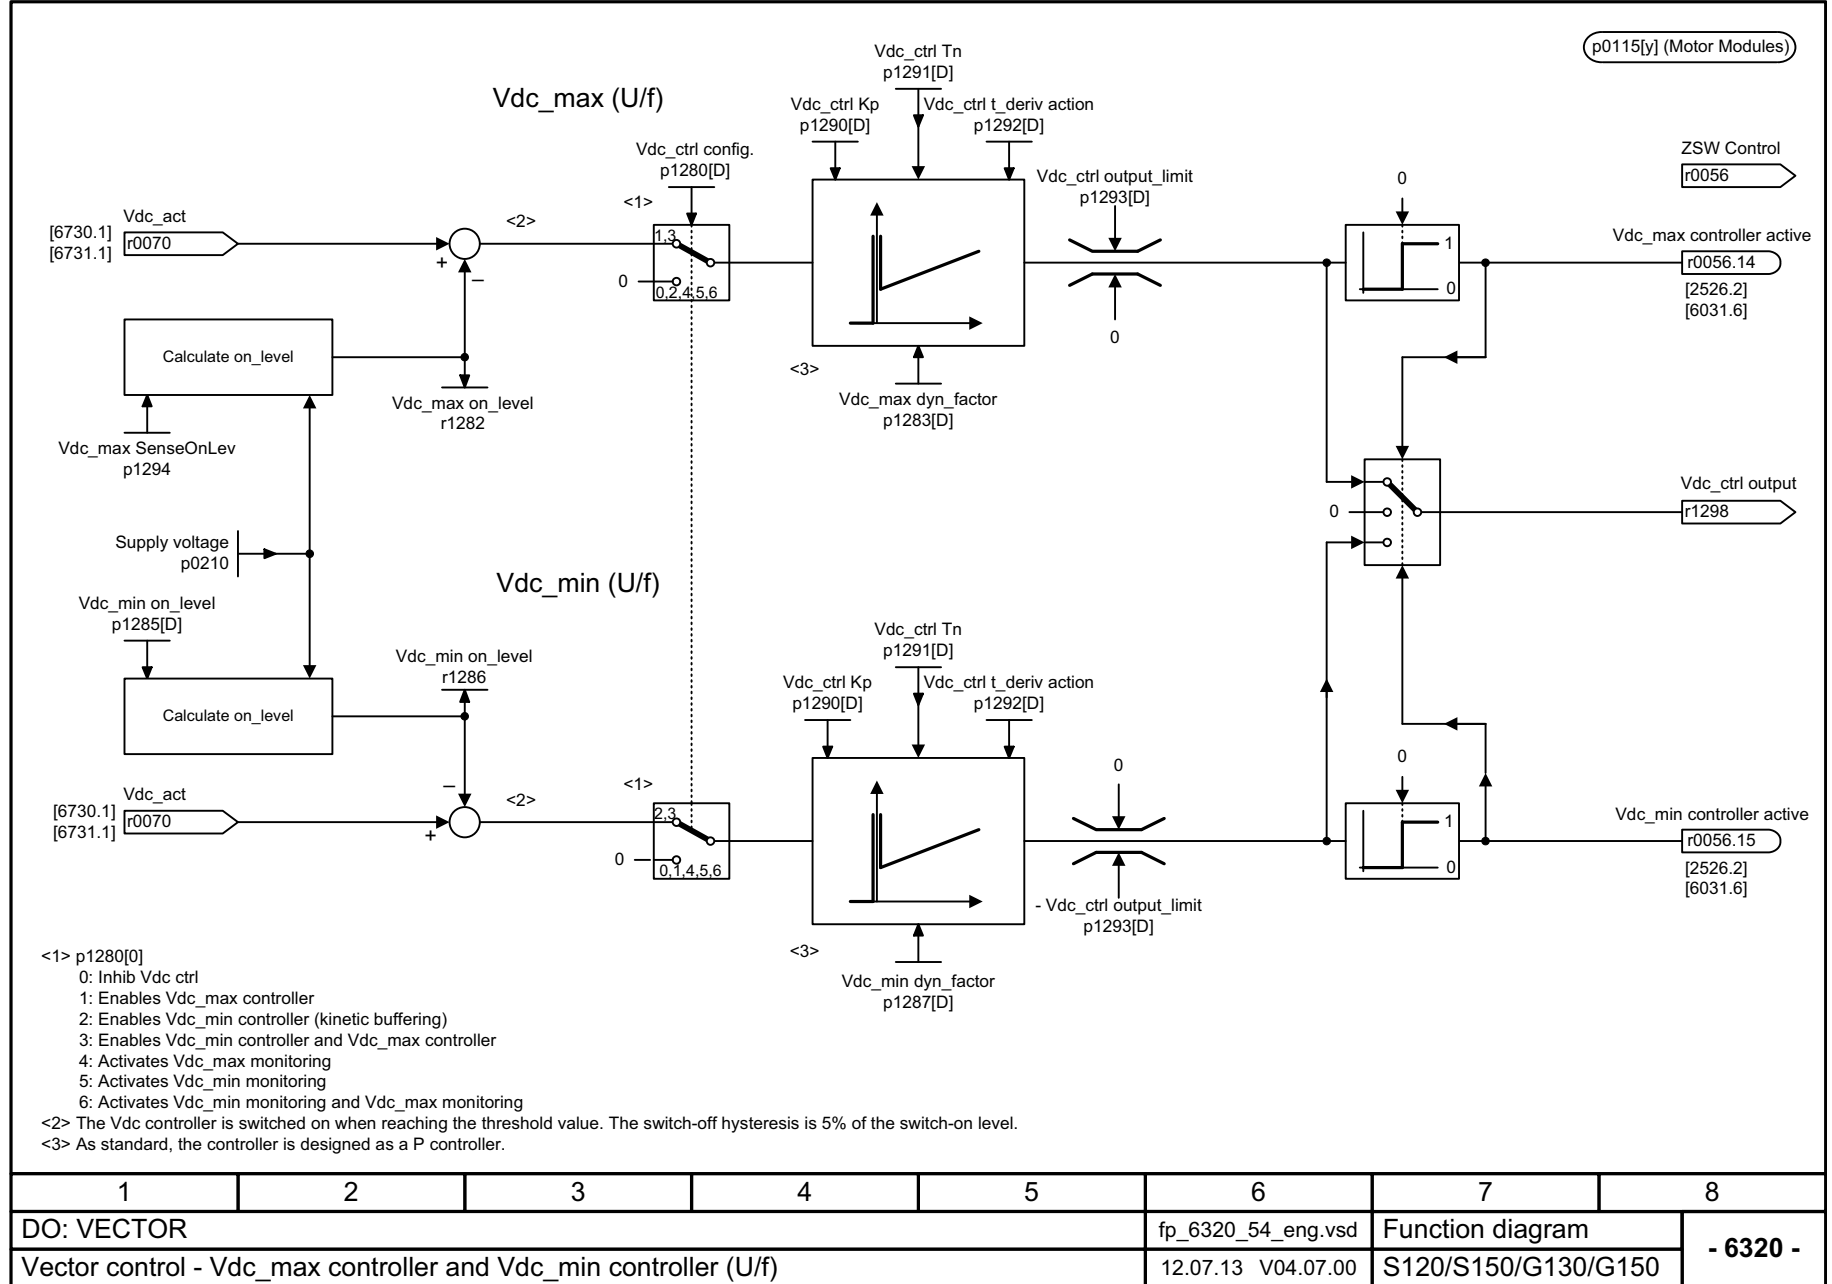 p0115[y] (Motor Modules)
Vdc_max (U/f)
Vdc_ctrl Tn
p1291[D]
Vdc_ctrl Kp
p1290[D]
Vdc_ctrl t_deriv action
p1292[D]
Vdc_ctrl config.
p1280[D]
<1>
Vdc_ctrl output_limit
p1293[D]
0
ZSW Control
r0056
Vdc_act
[6730.1]
[6731.1]
r0070
+
–
<2>
1,3
0
0,2,4,5,6
0
1
0
Vdc_max controller active
r0056.14
[2526.2]
[6031.6]
Calculate on_level
Vdc_max on_level
r1282
<3>
Vdc_max dyn_factor
p1283[D]
Vdc_max SenseOnLev
p1294
Supply voltage
p0210
0
Vdc_ctrl output
r1298
Vdc_min (U/f)
Vdc_min on_level
p1285[D]
Vdc_min on_level
r1286
Calculate on_level
Vdc_ctrl Tn
p1291[D]
Vdc_ctrl Kp
p1290[D]
Vdc_ctrl t_deriv action
p1292[D]
Vdc_act
[6730.1]
[6731.1]
r0070
–
+
<2>
<1>
2,3
0
0,1,4,5,6
0
- Vdc_ctrl output_limit
p1293[D]
0
1
0
Vdc_min controller active
r0056.15
[2526.2]
[6031.6]
<3>
Vdc_min dyn_factor
p1287[D]
<1> p1280[0]
0: Inhib Vdc ctrl
1: Enables Vdc_max controller
2: Enables Vdc_min controller (kinetic buffering)
3: Enables Vdc_min controller and Vdc_max controller
4: Activates Vdc_max monitoring
5: Activates Vdc_min monitoring
6: Activates Vdc_min monitoring and Vdc_max monitoring
<2> The Vdc controller is switched on when reaching the threshold value. The switch-off hysteresis is 5% of the switch-on level.
<3> As standard, the controller is designed as a P controller.
1 2 3 4 5 6 7 8
DO: VECTOR
fp_6320_54_eng.vsd
Function diagram
- 6320 -
Vector control - Vdc_max controller and Vdc_min controller (U/f)
12.07.13 V04.07.00
S120/S150/G130/G150